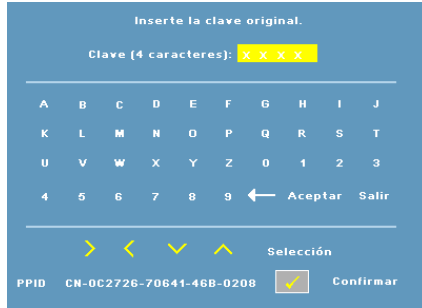 Inserte la clave original.
Clave (4 caracteres): X X X X
A B C D E F G H I J
K L M N O P Q R S T
U V W X Y Z 0 1 2 3
4 5 6 7 8 9 ← Aceptar Salir
Selección
PPID CN-0C2726-70641-46B-0208 ✓ Confirmar